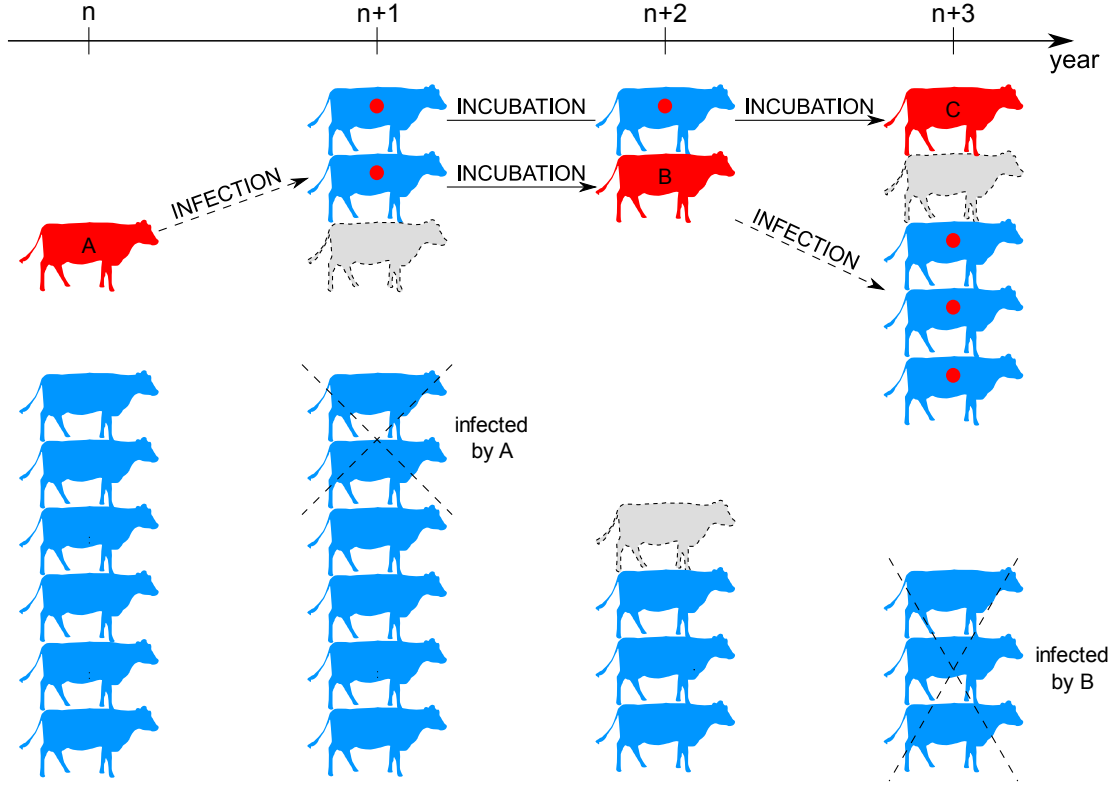 n
n+1
n+2
n+3
year
INCUBATION
INCUBATION
C
INFECTION
INCUBATION
B
A
INFECTION
infected
by A
infected
by B